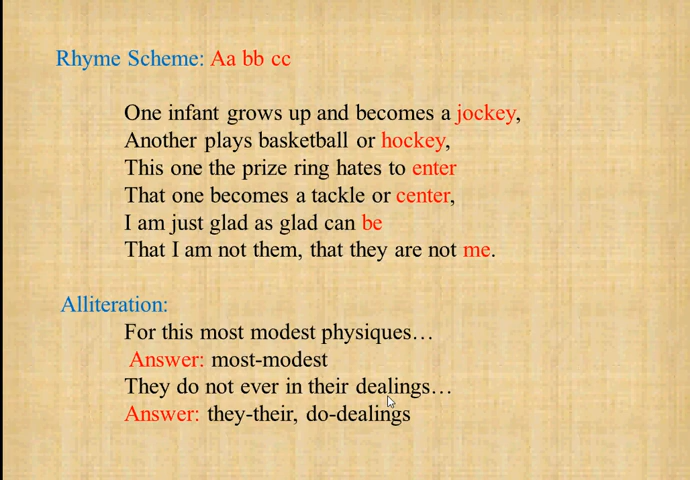 Rhyme Scheme: Aa bb cc
One infant grows up and becomes a jockey,
Another plays basketball or hockey,
This one the prize ring hates to enter
That one becomes a tackle or center,
I am just glad as glad can be
That I am not them, that they are not me.
Alliteration:
For this most modest physiques…
Answer: most-modest
They do not ever in their dealings…
Answer: they-their, do-dealings